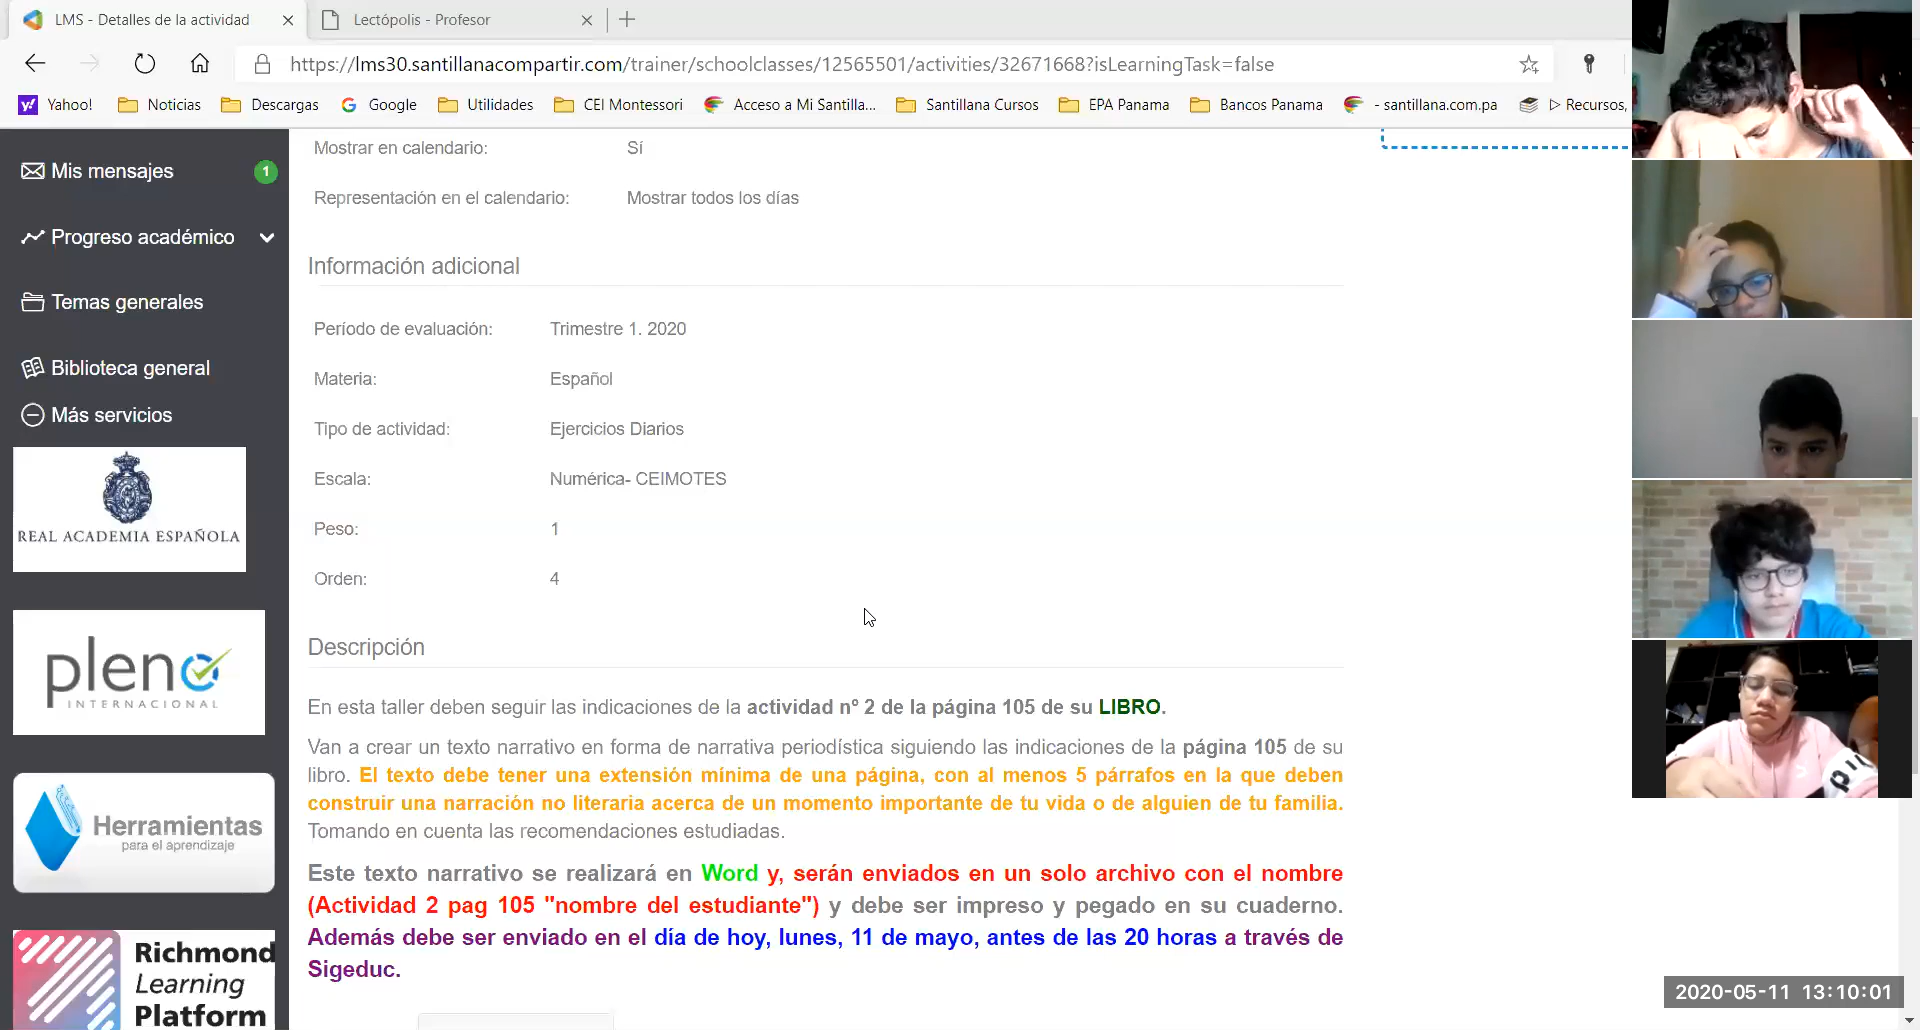 LMS - Detalles de la actividad
Lectópolis - Profesor
https://lms30.santillanacompartir.com/trainer/schoolclasses/12565501/activities/32671668?isLearningTask=false
Yahoo!
Noticias
Descargas
Google
Utilidades
CEI Montessori
Acceso a Mi Santilla...
Santillana Cursos
EPA Panama
Bancos Panama
- santillana.com.pa
▷ Recursos,
Mis mensajes 1
Progreso académico
Temas generales
Biblioteca general
Más servicios
REAL ACADEMIA ESPAÑOLA
pleno
INTERNACIONAL
Herramientas
para el aprendizaje
Richmond
Learning
Platform
Mostrar en calendario: Sí
Representación en el calendario: Mostrar todos los días
Información adicional
Período de evaluación: Trimestre 1. 2020
Materia: Español
Tipo de actividad: Ejercicios Diarios
Escala: Numérica- CEIMOTES
Peso: 1
Orden: 4
Descripción
En esta taller deben seguir las indicaciones de la actividad nº 2 de la página 105 de su LIBRO.
Van a crear un texto narrativo en forma de narrativa periodística siguiendo las indicaciones de la página 105 de su
libro. El texto debe tener una extensión mínima de una página, con al menos 5 párrafos en la que deben
construir una narración no literaria acerca de un momento importante de tu vida o de alguien de tu familia.
Tomando en cuenta las recomendaciones estudiadas.
Este texto narrativo se realizará en Word y, serán enviados en un solo archivo con el nombre
(Actividad 2 pag 105 "nombre del estudiante") y debe ser impreso y pegado en su cuaderno.
Además debe ser enviado en el día de hoy, lunes, 11 de mayo, antes de las 20 horas a través de
Sigeduc.
2020-05-11 13:10:01